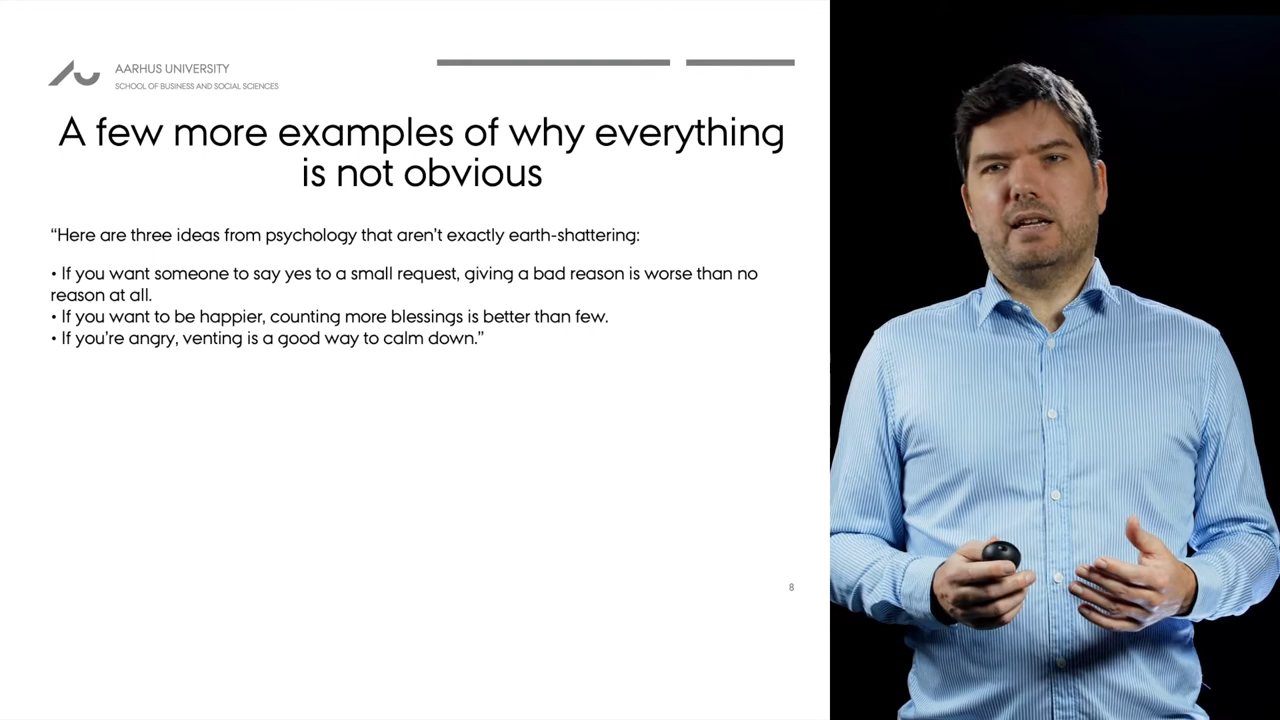 AARHUS UNIVERSITY
SCHOOL OF BUSINESS AND SOCIAL SCIENCES
A few more examples of why everything
is not obvious
“Here are three ideas from psychology that aren’t exactly earth-shattering:
• If you want someone to say yes to a small request, giving a bad reason is worse than no
reason at all.
• If you want to be happier, counting more blessings is better than few.
• If you’re angry, venting is a good way to calm down.”
8